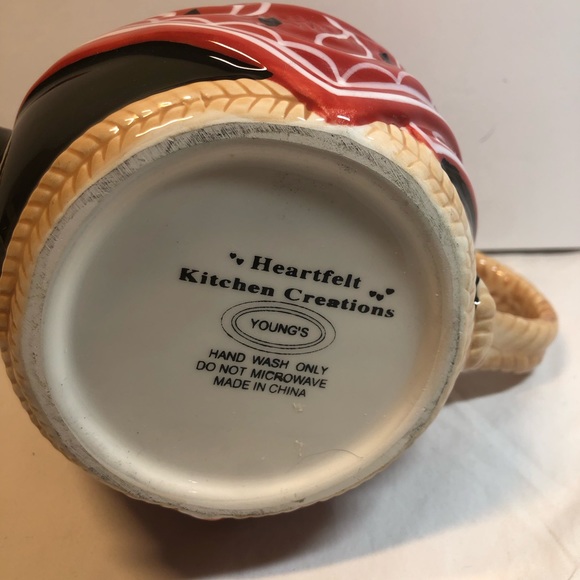 Heartfelt
Kitchen Creations
YOUNG'S
HAND WASH ONLY
DO NOT MICROWAVE
MADE IN CHINA